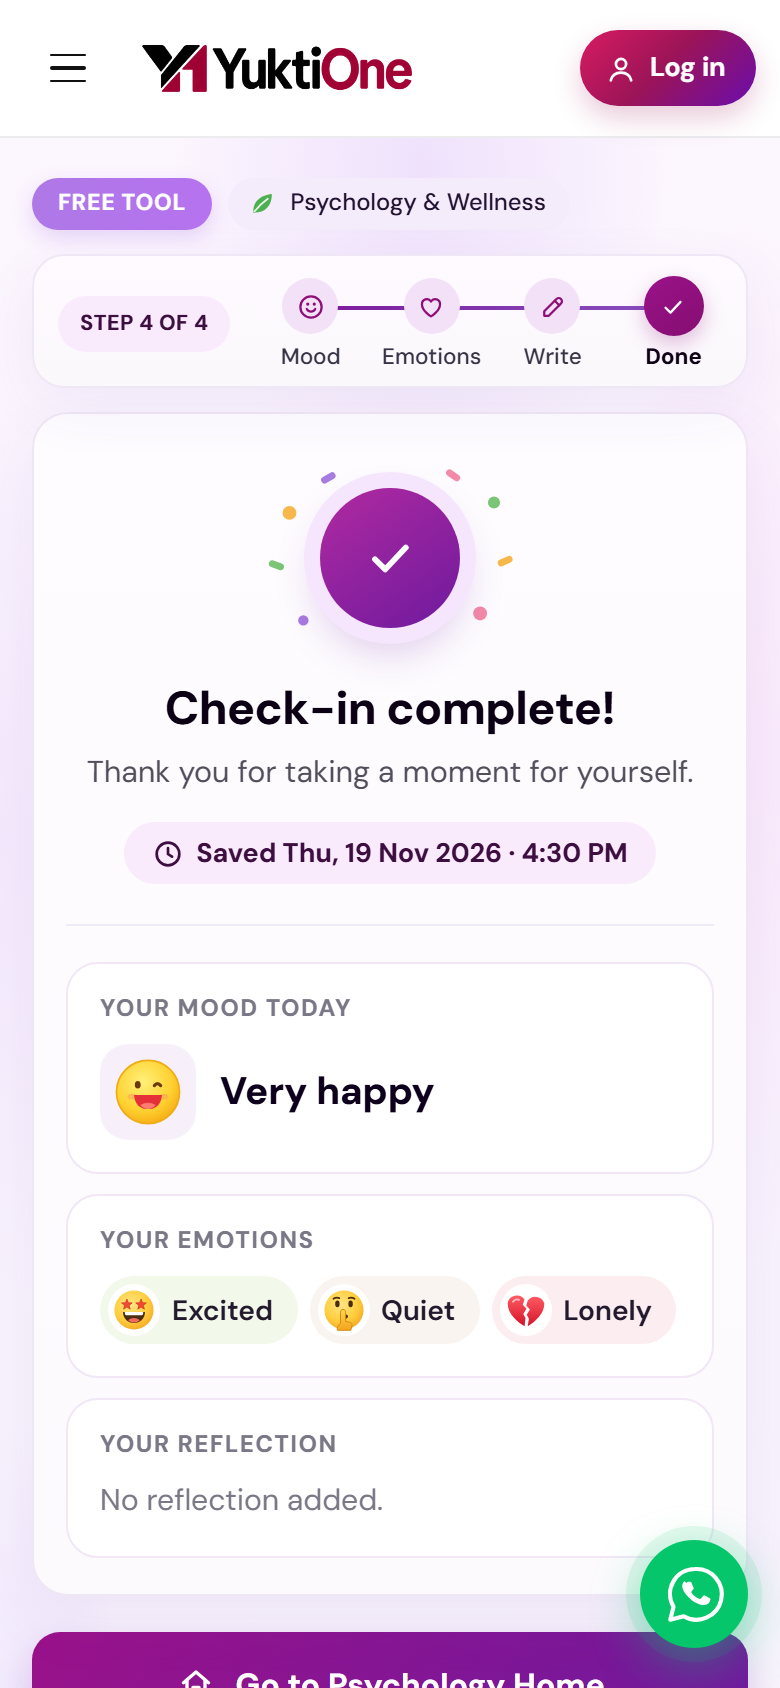 YuktiOne
Log in
FREE TOOL
Psychology & Wellness
STEP 4 OF 4
Mood
Emotions
Write
Done
Check-in complete!
Thank you for taking a moment for yourself.
Saved Thu, 19 Nov 2026 · 4:30 PM
YOUR MOOD TODAY
Very happy
YOUR EMOTIONS
Excited
Quiet
Lonely
YOUR REFLECTION
No reflection added.
Go to Psychology Home